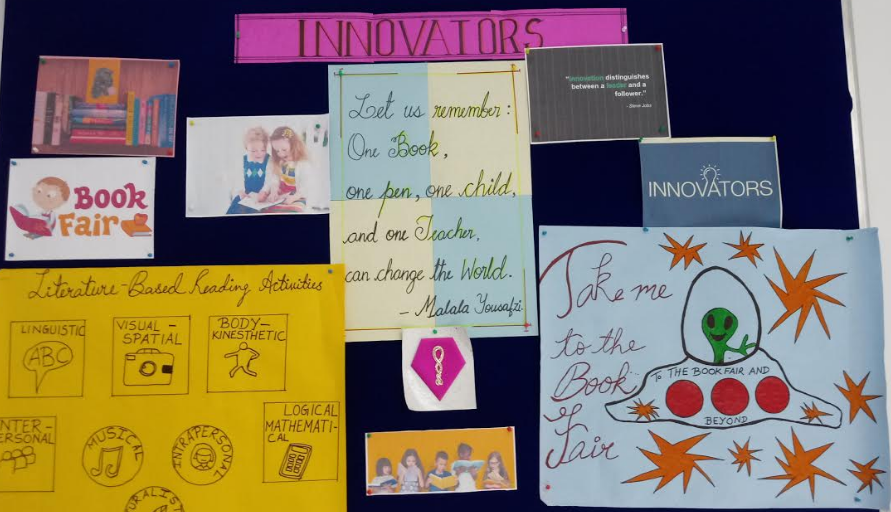 INNOVATORS
"Innovation distinguishes
between a leader and a
follower."
- Steve Jobs
Book
Fair
INNOVATORS
Let us remember:
One Book,
one pen, one child,
and one Teacher,
can change the World.
- Malala Yousafzi.
Literature-Based Reading Activities
LINGUISTIC
ABC
VISUAL-
SPATIAL
BODY-
KINESTHETIC
INTER-
PERSONAL
MUSICAL
INTRAPERSONAL
LOGICAL
MATHEMATI-
CAL
Take me
to the
Book
Fair
To THE BOOK FAIR AND
BEYOND